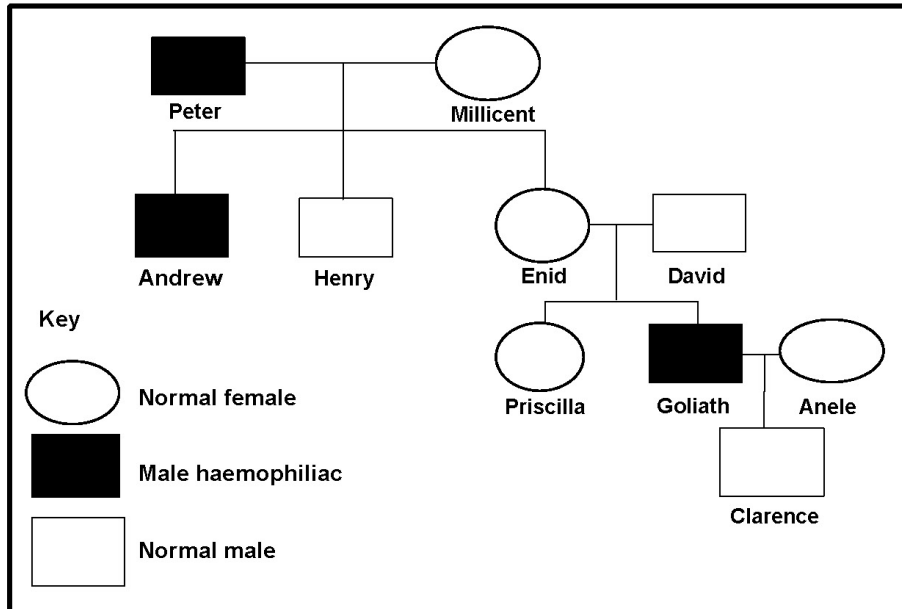 Peter
Millicent
Andrew
Henry
Enid
David
Key
Normal female
Priscilla
Goliath
Anele
Male haemophiliac
Clarence
Normal male